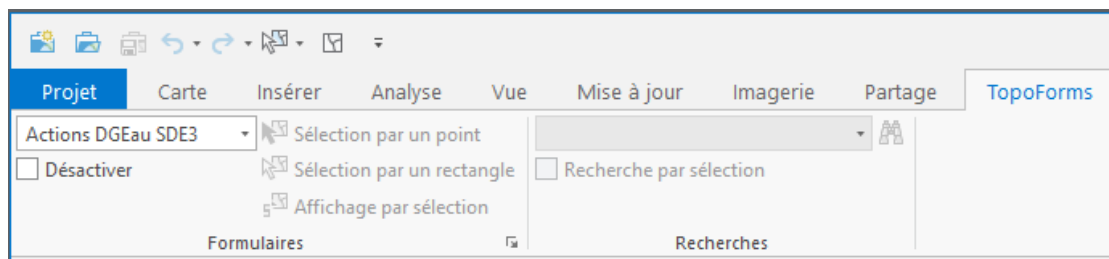 Projet Carte Insérer Analyse Vue Mise à jour Imagerie Partage TopoForms
Actions DGEau SDE3 Sélection par un point
Désactiver Sélection par un rectangle Recherche par sélection
Affichage par sélection
Formulaires Recherches